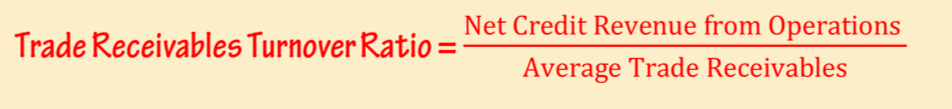 Trade Receivables Turnover Ratio = Net Credit Revenue from Operations
Average Trade Receivables